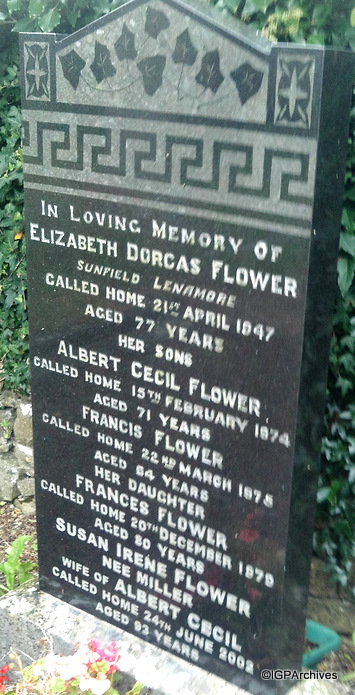 IN LOVING MEMORY OF
ELIZABETH DORCAS FLOWER
SUNFIELD LENAMORE
CALLED HOME 21ST APRIL 1947
AGED 77 YEARS
HER SONS
ALBERT CECIL FLOWER
CALLED HOME 15TH FEBRUARY 1974
AGED 71 YEARS
FRANCIS FLOWER
CALLED HOME 22ND MARCH 1975
AGED 64 YEARS
HER DAUGHTER
FRANCES FLOWER
CALLED HOME 20TH DECEMBER 1979
AGED 80 YEARS
SUSAN IRENE FLOWER
NEE MILLER
WIFE OF ALBERT CECIL
CALLED HOME 24TH JUNE 2002
AGED 92 YEARS
©IGPArchives